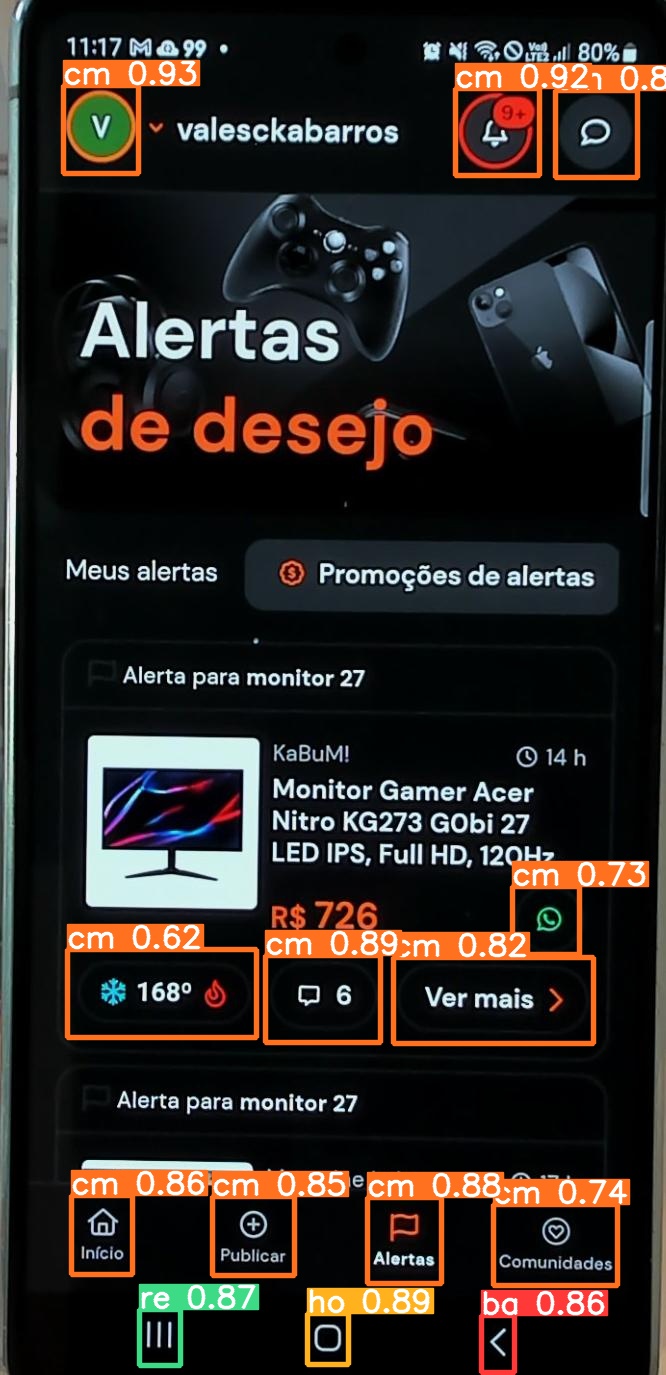 11:17 99 80%
cm 0.93 cm 0.92 0.8
V valesckabarros 9+
Alertas
de desejo
Meus alertas Promoções de alertas
Alerta para monitor 27
KaBuM! 14 h
Monitor Gamer Acer
Nitro KG273 G0bi 27
LED IPS, Full HD, 120Hz
cm 0.73
R$ 726
cm 0.62 cm 0.89 cm 0.82
168º 6 Ver mais
Alerta para monitor 27
cm 0.86 cm 0.85 cm 0.88 cm 0.74
Início Publicar Alertas Comunidades
re 0.87 ho 0.89 ba 0.86